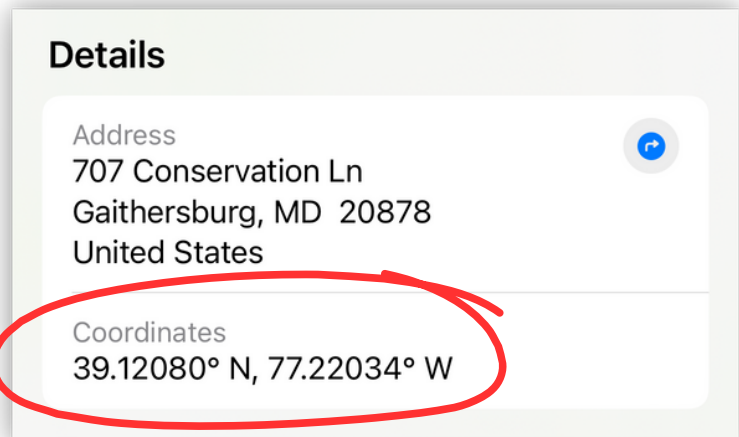 Details
Address
707 Conservation Ln
Gaithersburg, MD  20878
United States
Coordinates
39.12080° N, 77.22034° W